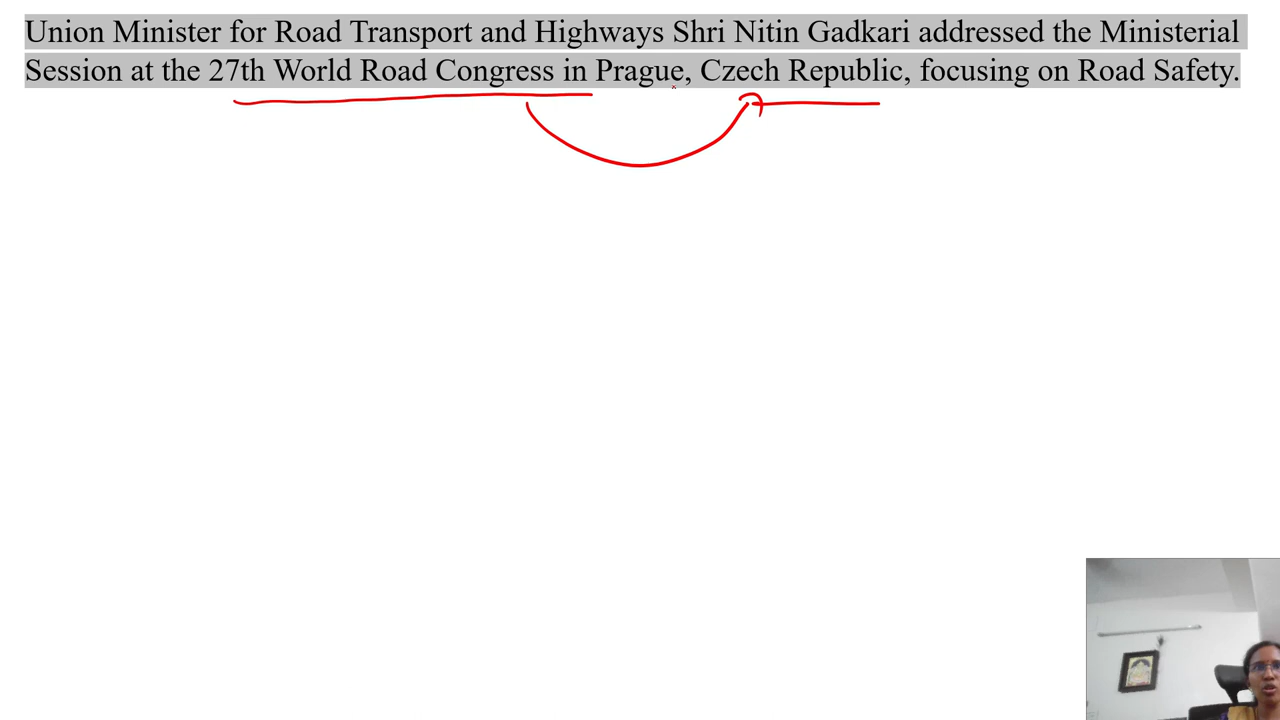 Union Minister for Road Transport and Highways Shri Nitin Gadkari addressed the Ministerial
Session at the 27th World Road Congress in Prague, Czech Republic, focusing on Road Safety.